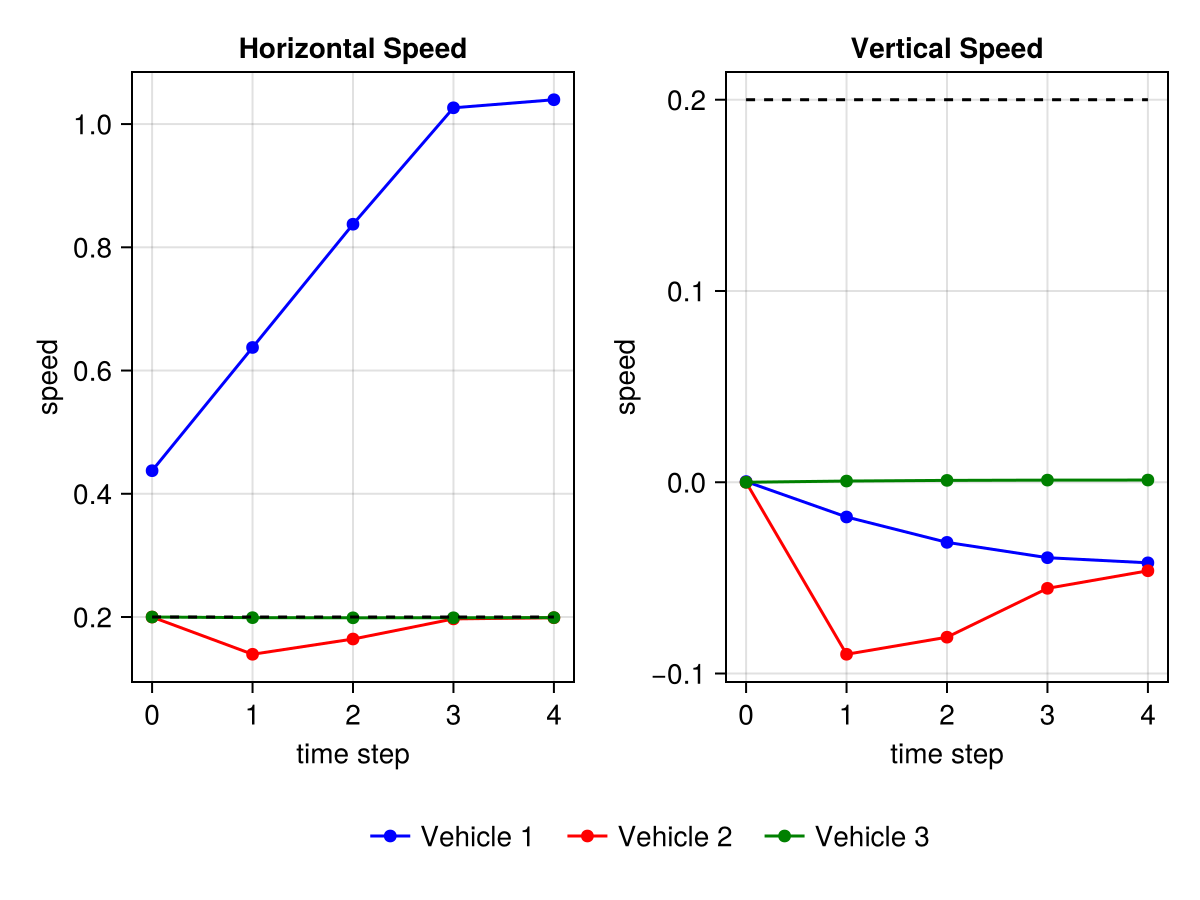 Horizontal Speed
speed
1.0
0.8
0.6
0.4
0.2
0 1 2 3 4
time step
Vertical Speed
speed
0.2
0.1
0.0
−0.1
0 1 2 3 4
time step
Vehicle 1 Vehicle 2 Vehicle 3